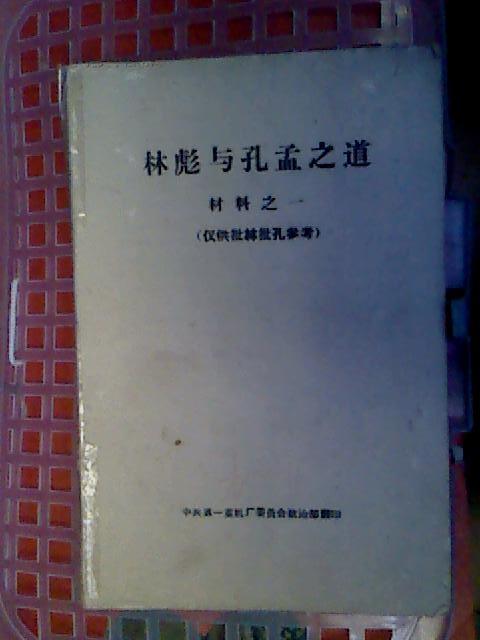 林彪与孔孟之道
材料之一
（仅供批林批孔参考）
中共第一 机厂委员会政治部翻印